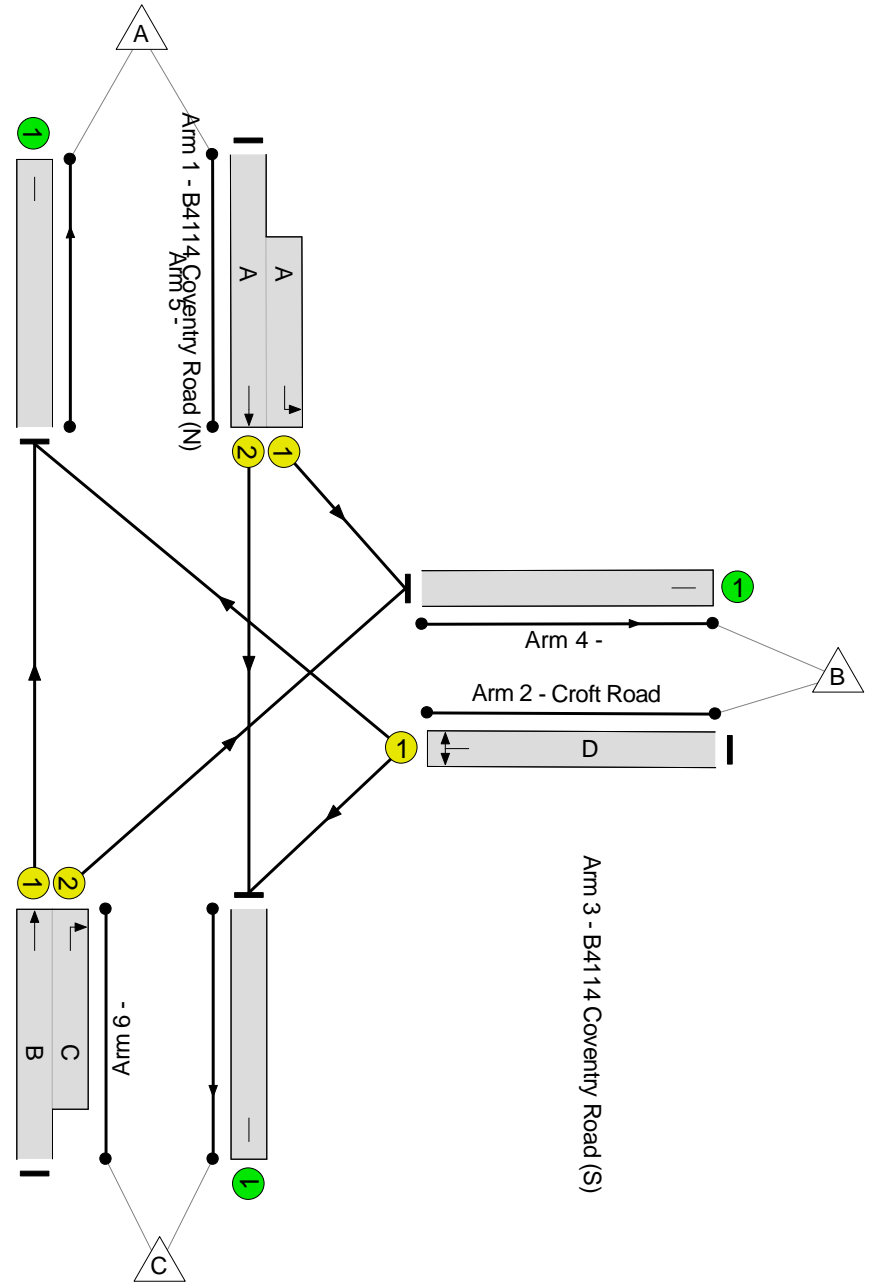 A
1
Arm 1 - B4114 Coventry Road (N)
Arm 5 -
A
A
2
1
1
Arm 4 -
B
Arm 2 - Croft Road
1
D
1
2
Arm 3 - B4114 Coventry Road (S)
Arm 6 -
B
C
1
C